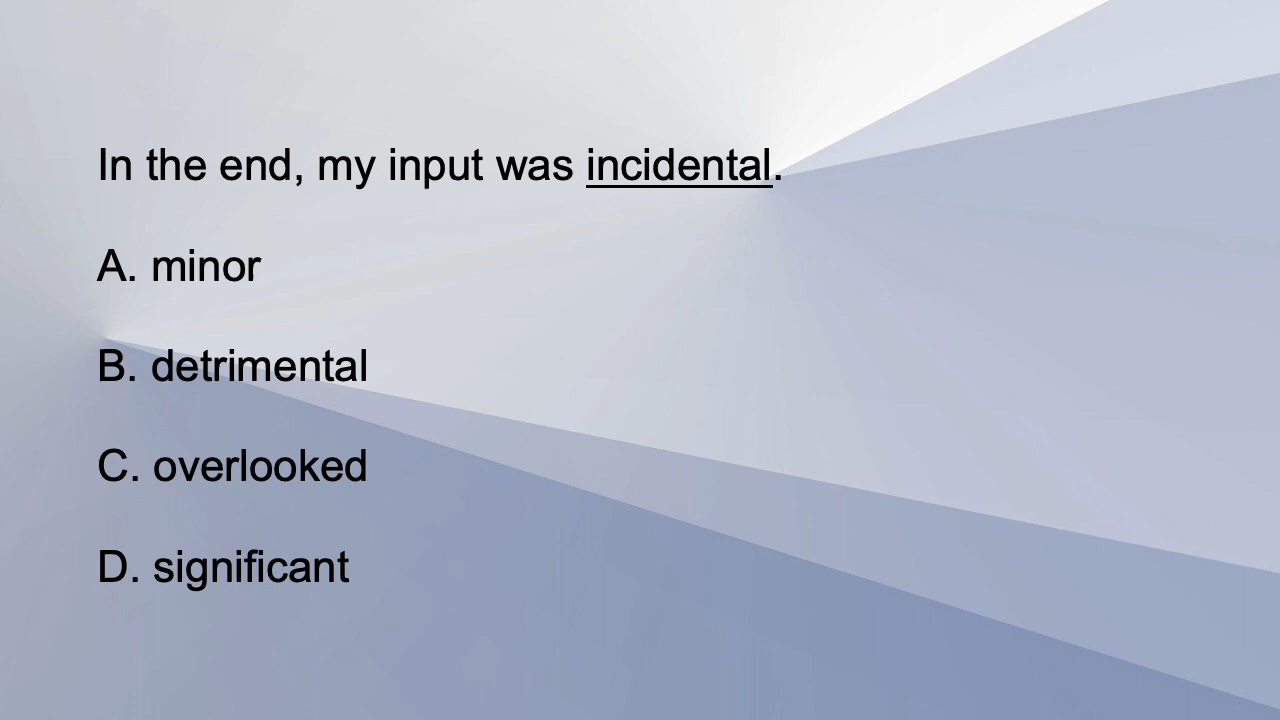 In the end, my input was incidental.
A. minor
B. detrimental
C. overlooked
D. significant